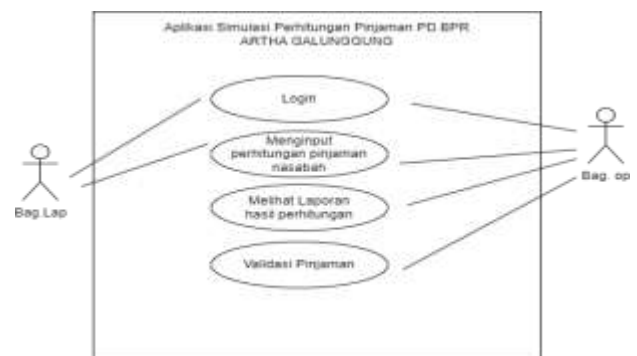 Aplikasi Simulasi Perhitungan Pinjaman PD BPR
ARTHA GALUNGGUNG
Login
Menginput
perhitungan pinjaman
nasabah
Melihat Laporan
hasil perhitungan
Validasi Pinjaman
Bag.Lap
Bag. op